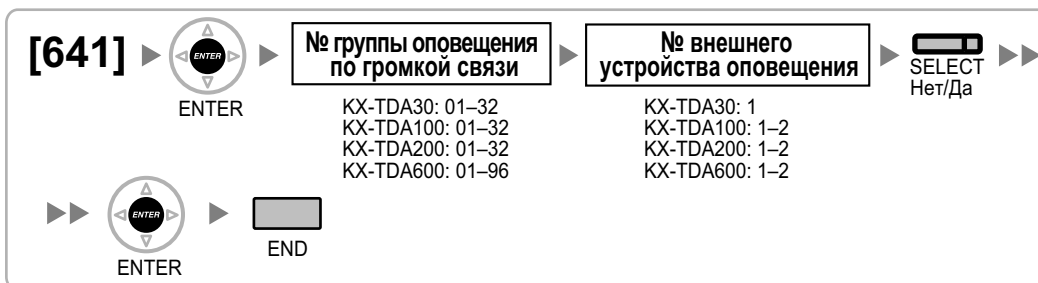 [641]
ENTER
ENTER
№ группы оповещения
по громкой связи
KX-TDA30: 01–32
KX-TDA100: 01–32
KX-TDA200: 01–32
KX-TDA600: 01–96
№ внешнего
устройства оповещения
KX-TDA30: 1
KX-TDA100: 1–2
KX-TDA200: 1–2
KX-TDA600: 1–2
SELECT
Нет/Да
ENTER
ENTER
END